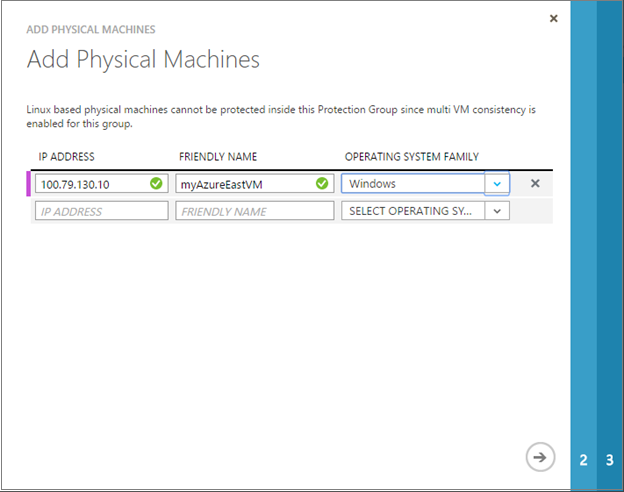 ADD PHYSICAL MACHINES
Add Physical Machines
Linux based physical machines cannot be protected inside this Protection Group since multi VM consistency is
enabled for this group.
IP ADDRESS FRIENDLY NAME OPERATING SYSTEM FAMILY
100.79.130.10 myAzureEastVM Windows
IP ADDRESS FRIENDLY NAME SELECT OPERATING SY...
2 3